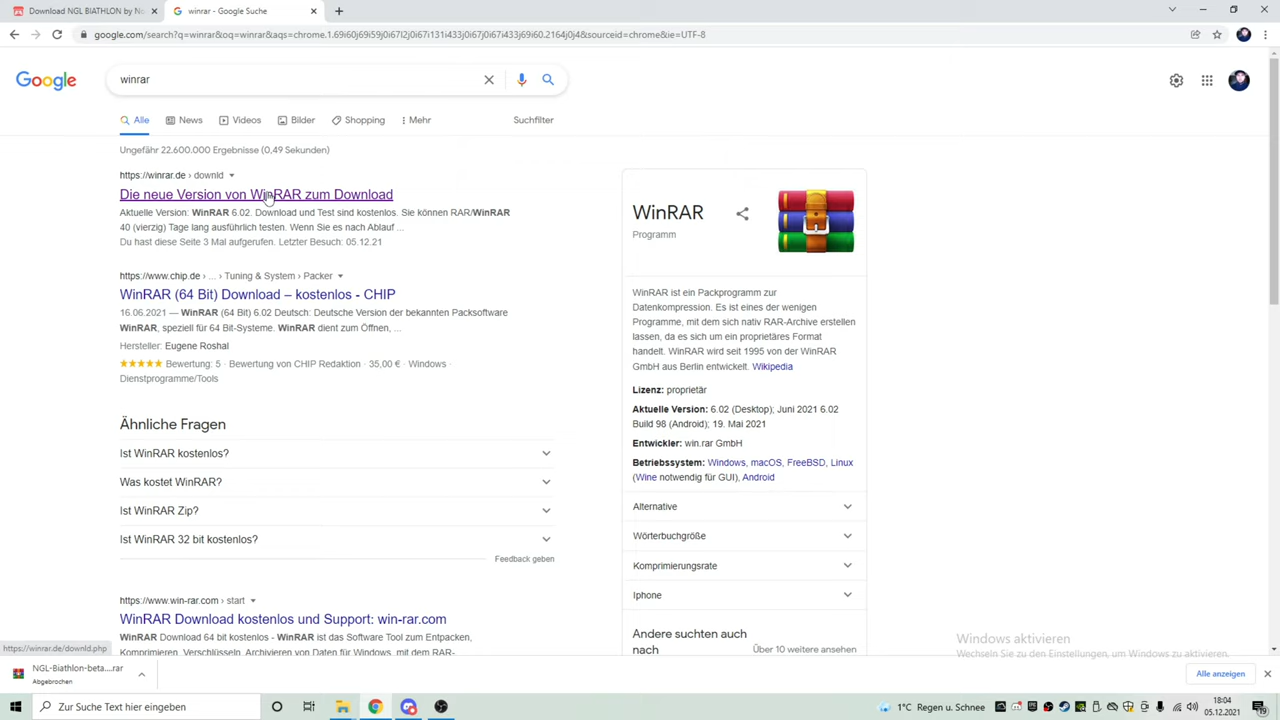 Download NGL BIATHLON by No
winrar - Google Suche
google.com/search?q=winrar&oq=winrar&aqs=chrome.1.69i60j69i59j0i67l2j0i67i131i433j0i67j0i67i433j69i60.2164j0j4&sourceid=chrome&ie=UTF-8
Google
winrar
Alle
News
Videos
Bilder
Shopping
Mehr
Suchfilter
Ungefähr 22.600.000 Ergebnisse (0,49 Sekunden)
https://winrar.de › downld
Die neue Version von WinRAR zum Download
Aktuelle Version: WinRAR 6.02. Download und Test sind kostenlos. Sie können RAR/WinRAR
40 (vierzig) Tage lang ausführlich testen. Wenn Sie es nach Ablauf ...
Du hast diese Seite 3 Mal aufgerufen. Letzter Besuch: 05.12.21
https://www.chip.de › ... › Tuning & System › Packer
WinRAR (64 Bit) Download – kostenlos - CHIP
16.06.2021 — WinRAR (64 Bit) 6.02 Deutsch: Deutsche Version der bekannten Packsoftware
WinRAR, speziell für 64 Bit-Systeme. WinRAR dient zum Öffnen, ...
Hersteller: Eugene Roshal
Bewertung: 5 · Bewertung von CHIP Redaktion · 35,00 € · Windows ·
Dienstprogramme/Tools
Ähnliche Fragen
Ist WinRAR kostenlos?
Was kostet WinRAR?
Ist WinRAR Zip?
Ist WinRAR 32 bit kostenlos?
Feedback geben
https://www.win-rar.com › start
WinRAR Download kostenlos und Support: win-rar.com
WinRAR Download 64 bit kostenlos - WinRAR ist das Software Tool zum Entpacken,
Komprimieren, Verschlüsseln, Archivieren von Daten für Windows, mit dem RAR-
WinRAR
Programm
WinRAR ist ein Packprogramm zur
Datenkompression. Es ist eines der wenigen
Programme, mit dem sich nativ RAR-Archive erstellen
lassen, da es sich um ein proprietäres Format
handelt. WinRAR wird seit 1995 von der WinRAR
GmbH aus Berlin entwickelt. Wikipedia
Lizenz: proprietär
Aktuelle Version: 6.02 (Desktop); Juni 2021 6.02
Build 98 (Android); 19. Mai 2021
Entwickler: win.rar GmbH
Betriebssystem: Windows, macOS, FreeBSD, Linux
(Wine notwendig für GUI), Android
Alternative
Wörterbuchgröße
Komprimierungsrate
Iphone
Andere suchten auch
nach
Über 10 weitere ansehen
Windows aktivieren
Wechseln Sie zu den Einstellungen, um Windows zu aktivieren.
https://winrar.de/downld.php
NGL-Biathlon-beta....rar
Abgebrochen
Alle anzeigen
Zur Suche Text hier eingeben
1°C Regen u. Schnee
18:04
05.12.2021